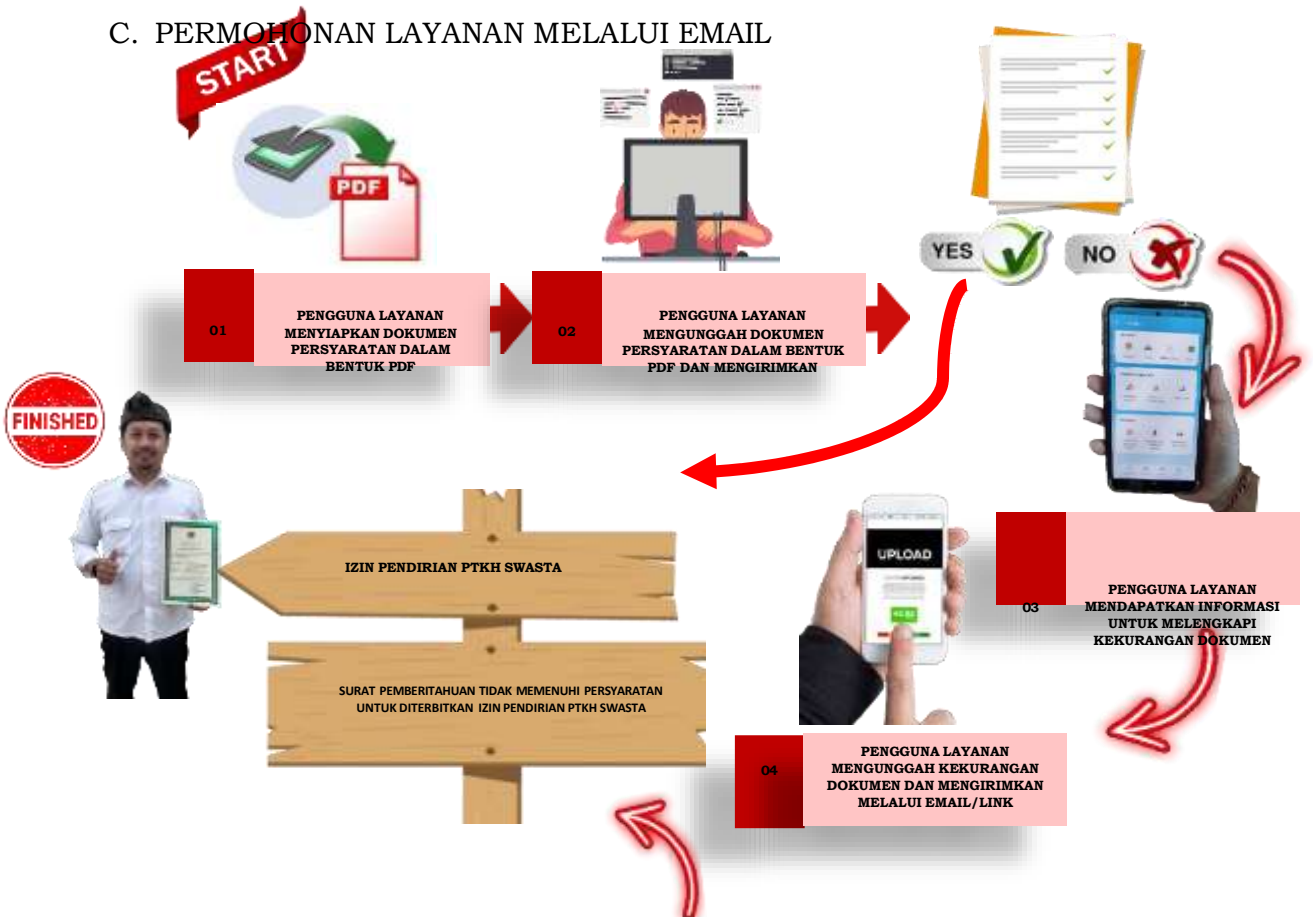 C. PERMOHONAN LAYANAN MELALUI EMAIL
START
PDF
YES
NO
01
PENGGUNA LAYANAN
MENYIAPKAN DOKUMEN
PERSYARATAN DALAM
BENTUK PDF
02
PENGGUNA LAYANAN
MENGUNGGAH DOKUMEN
PERSYARATAN DALAM BENTUK
PDF DAN MENGIRIMKAN
FINISHED
IZIN PENDIRIAN PTKH SWASTA
UPLOAD
03
PENGGUNA LAYANAN
MENDAPATKAN INFORMASI
UNTUK MELENGKAPI
KEKURANGAN DOKUMEN
SURAT PEMBERITAHUAN TIDAK MEMENUHI PERSYARATAN
UNTUK DITERBITKAN IZIN PENDIRIAN PTKH SWASTA
04
PENGGUNA LAYANAN
MENGUNGGAH KEKURANGAN
DOKUMEN DAN MENGIRIMKAN
MELALUI EMAIL/LINK